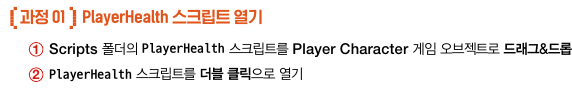 [과정 01] PlayerHealth 스크립트 열기
① Scripts 폴더의 PlayerHealth 스크립트를 Player Character 게임 오브젝트로 드래그&드롭
② PlayerHealth 스크립트를 더블 클릭으로 열기